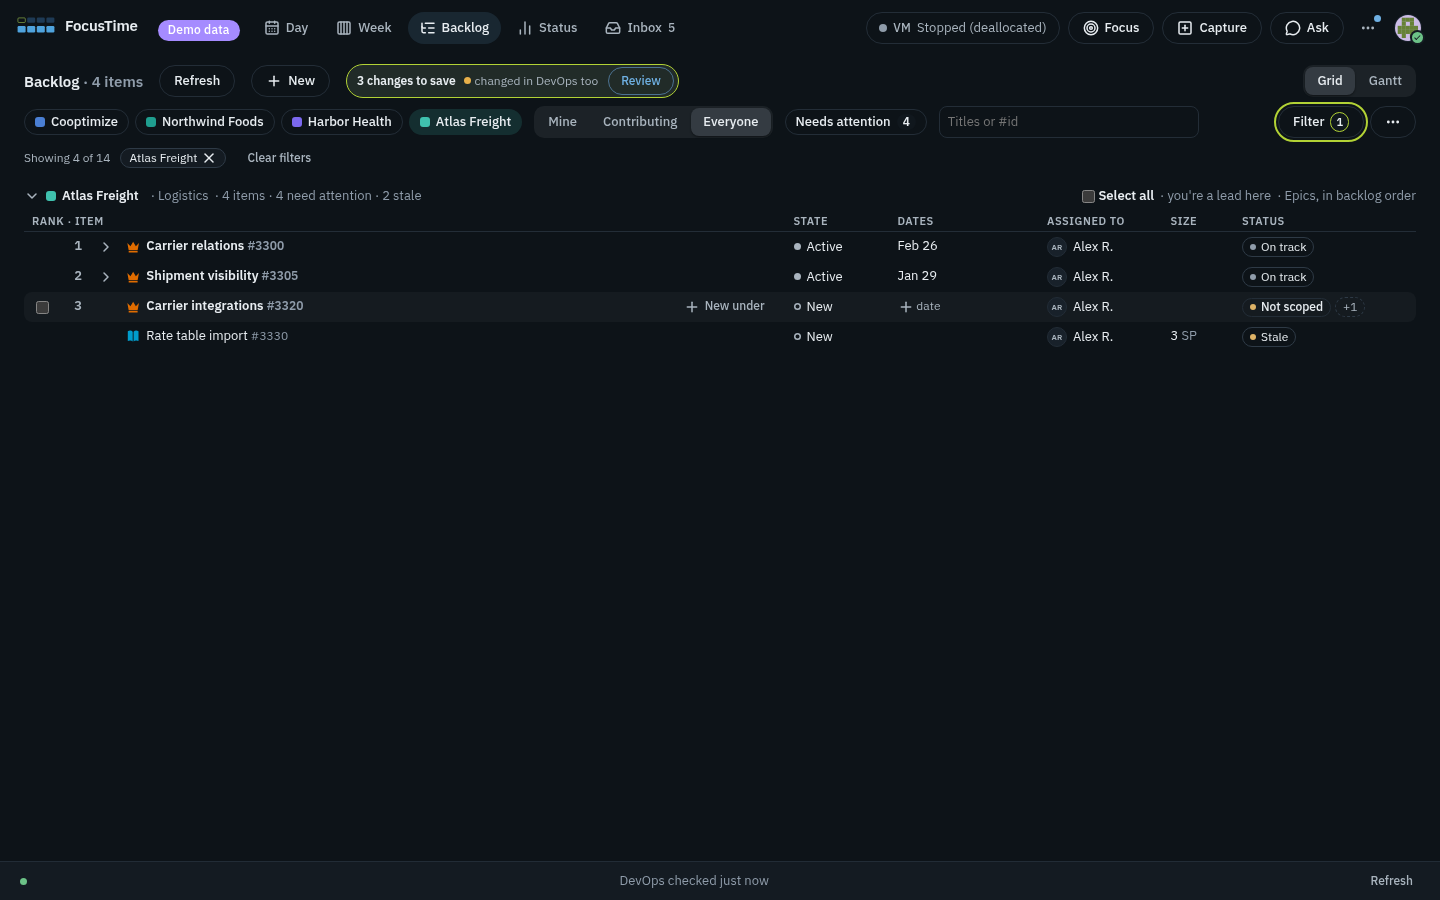 FocusTime Demo data Day Week Backlog Status Inbox 5 VM Stopped (deallocated) Focus Capture Ask
Backlog · 4 items Refresh New 3 changes to save changed in DevOps too Review Grid Gantt
Cooptimize Northwind Foods Harbor Health Atlas Freight Mine Contributing Everyone Needs attention 4 Titles or #id Filter 1
Showing 4 of 14 Atlas Freight Clear filters
Atlas Freight · Logistics · 4 items · 4 need attention · 2 stale Select all · you're a lead here · Epics, in backlog order
RANK · ITEM STATE DATES ASSIGNED TO SIZE STATUS
1 Carrier relations #3300 Active Feb 26 AR Alex R. On track
2 Shipment visibility #3305 Active Jan 29 AR Alex R. On track
3 Carrier integrations #3320 New under New date AR Alex R. Not scoped +1
Rate table import #3330 New AR Alex R. 3 SP Stale
DevOps checked just now Refresh